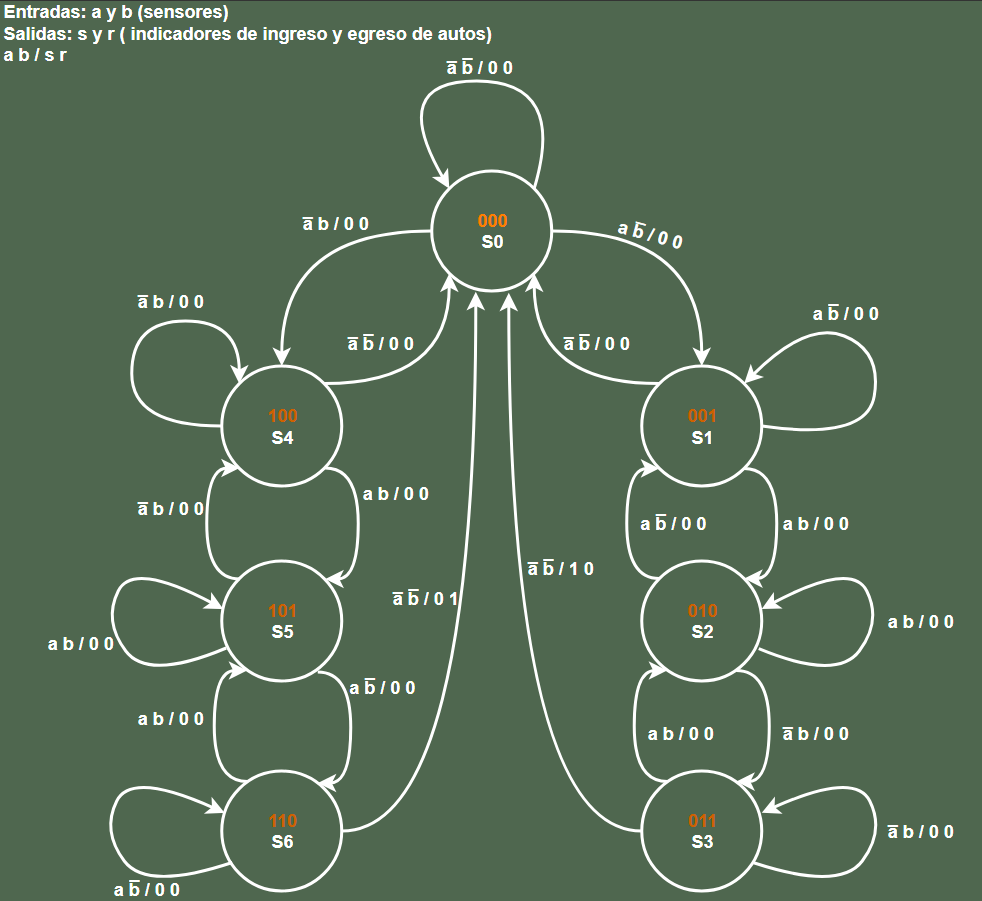 Entradas: a y b (sensores)
Salidas: s y r ( indicadores de ingreso y egreso de autos)
a b / s r
a̅ b̅ / 0 0
000
S0
a̅ b / 0 0
a b̅ / 0 0
a̅ b / 0 0
a b̅ / 0 0
a̅ b̅ / 0 0
a̅ b̅ / 0 0
100
S4
001
S1
a̅ b / 0 0
a b / 0 0
a b̅ / 0 0
a b / 0 0
a̅ b̅ / 0 1
a̅ b̅ / 1 0
101
S5
010
S2
a b / 0 0
a b / 0 0
a b / 0 0
a b̅ / 0 0
a b / 0 0
a̅ b / 0 0
110
S6
011
S3
a b̅ / 0 0
a̅ b / 0 0